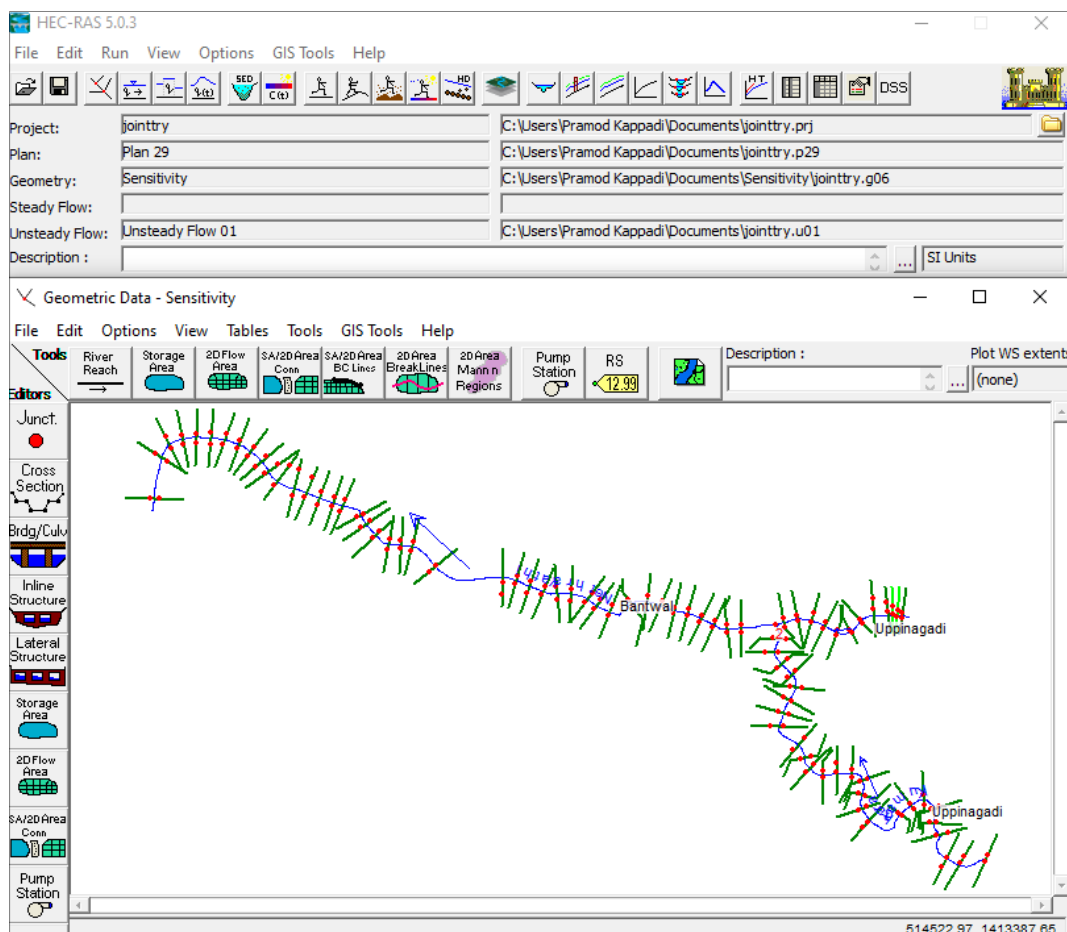 HEC-RAS 5.0.3
File Edit Run View Options GIS Tools Help
SED C(t) HD HT DSS
Project: jointtry C:\Users\Pramod Kappadi\Documents\jointtry.prj
Plan: Plan 29 C:\Users\Pramod Kappadi\Documents\jointtry.p29
Geometry: Sensitivity C:\Users\Pramod Kappadi\Documents\Sensitivity\jointtry.g06
Steady Flow:
Unsteady Flow: Unsteady Flow 01 C:\Users\Pramod Kappadi\Documents\jointtry.u01
Description : ... SI Units
Geometric Data - Sensitivity
File Edit Options View Tables Tools GIS Tools Help
Tools
Editors
River Reach
Storage Area
2D Flow Area
SA/2D Area Conn
SA/2D Area BC Lines
2D Area BreakLines
2D Area Mann n Regions
Pump Station
RS 12.99
Description : ...
Plot WS extent
(none)
Junct.
Cross Section
Brdg/Culv
Inline Structure
Lateral Structure
Storage Area
2D Flow Area
SA/2D Area Conn
Pump Station
Bantwal
2
Uppinagadi
Uppinagadi
514522.97, 1413387.65